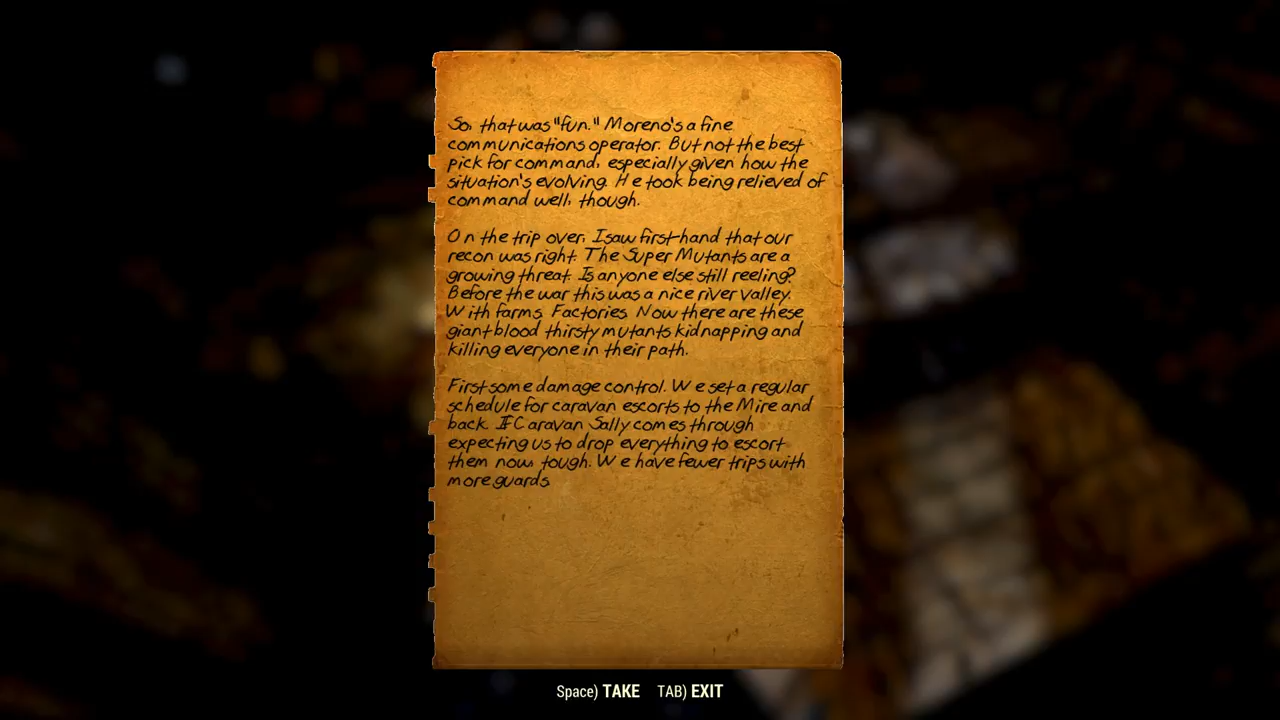 So, that was "fun." Moreno's a fine
communications operator. But not the best
pick for command, especially given how the
situation's evolving. He took being relieved of
command well, though.
On the trip over, I saw first-hand that our
recon was right. The Super Mutants are a
growing threat. Is anyone else still reeling?
Before the war this was a nice river valley.
With farms. Factories. Now there are these
giant blood thirsty mutants kidnapping and
killing everyone in their path.
First some damage control. We set a regular
schedule for caravan escorts to the Mire and
back. If Caravan Sally comes through
expecting us to drop everything to escort
them now, tough. We have fewer trips with
more guards.
Space) TAKE TAB) EXIT